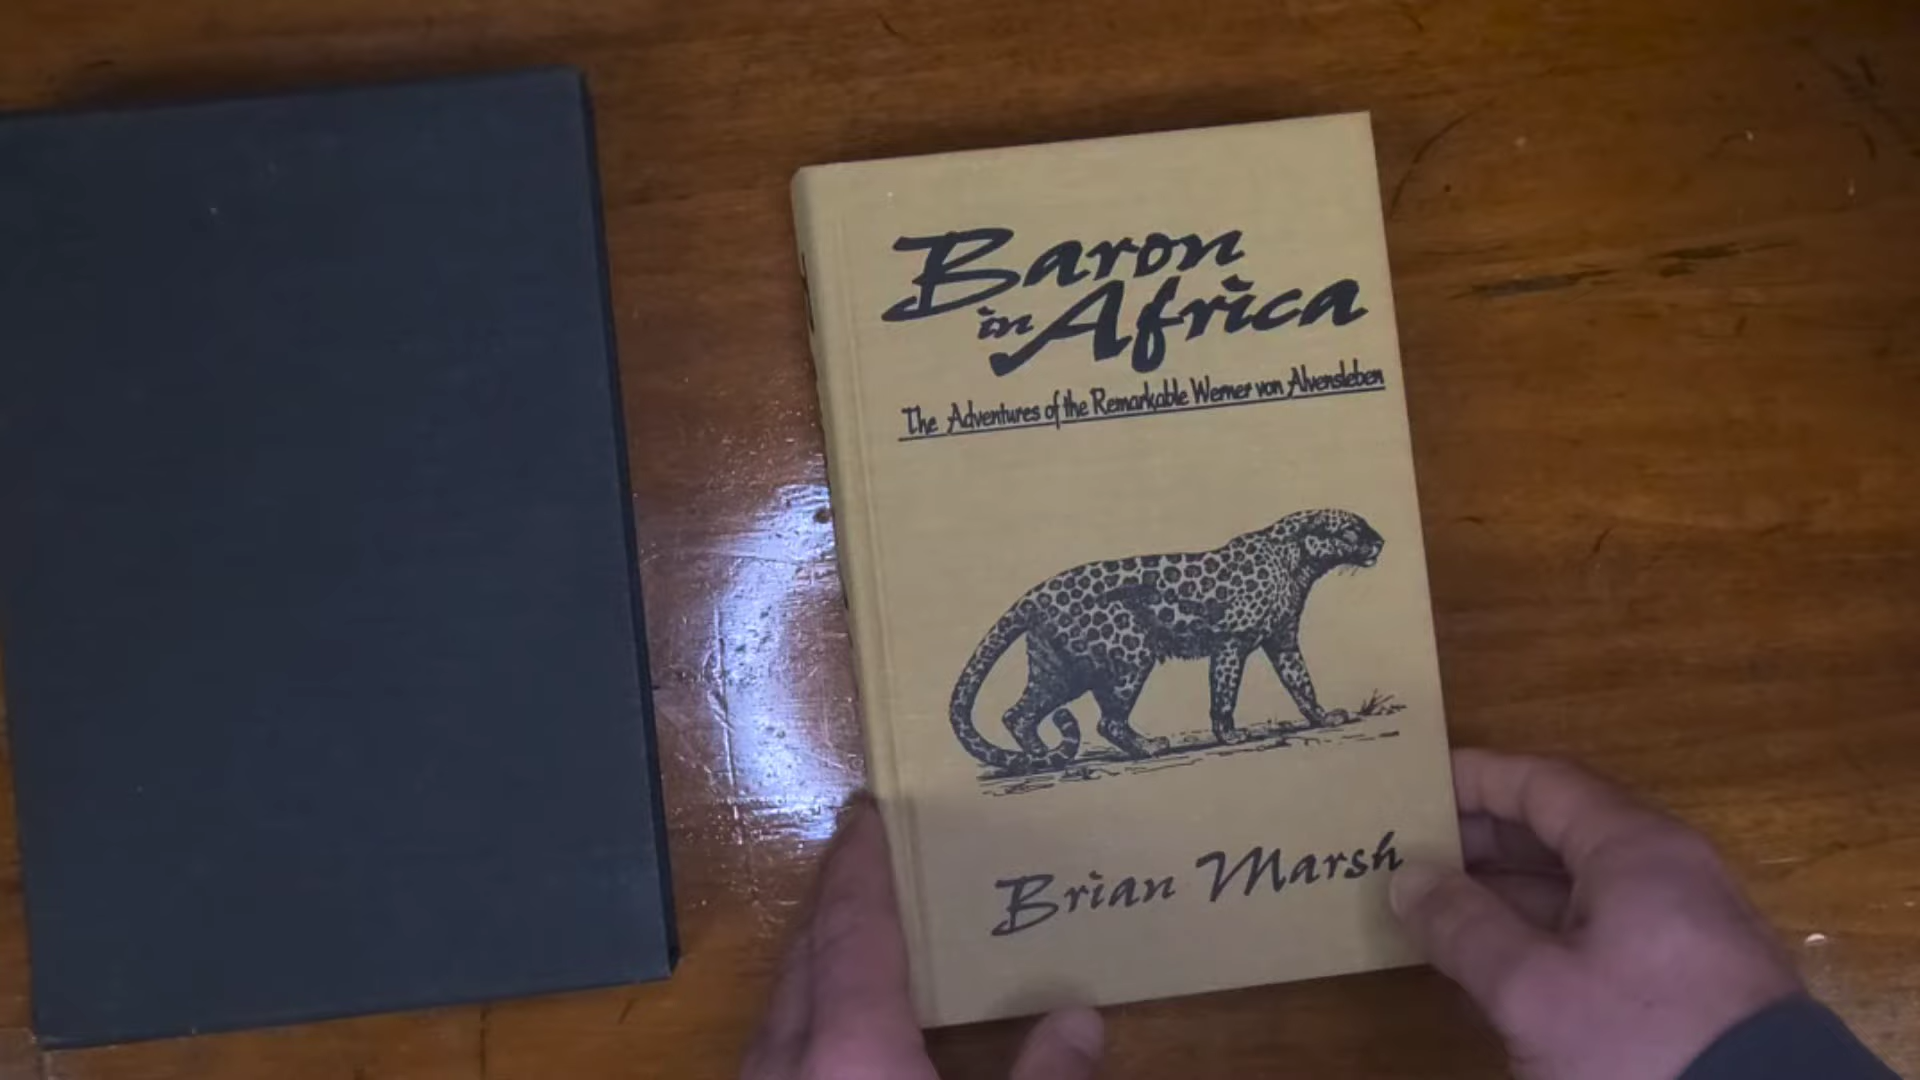 Baron
in Africa
The Adventures of the Remarkable Werner von Alvensleben
Brian Marsh